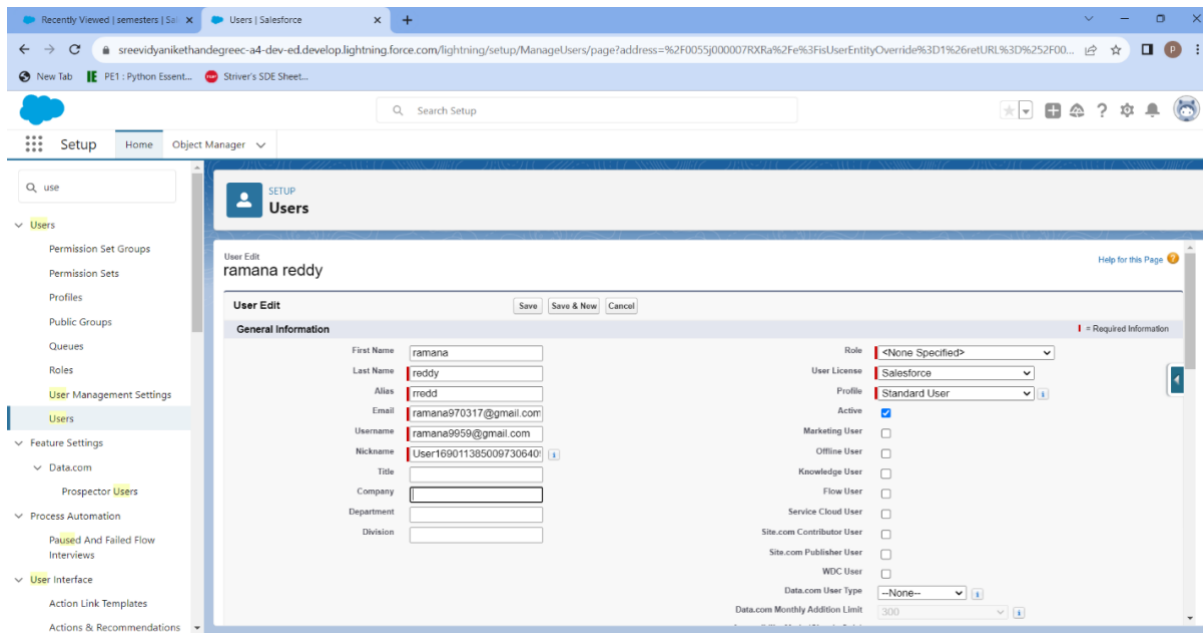 Recently Viewed | semesters | Sal
Users | Salesforce
sreevidyanikethandegreec-a4-dev-ed.develop.lightning.force.com/lightning/setup/ManageUsers/page?address=%2F0055j000007RXRa%2Fe%3FisUserEntityOverride%3D1%26retURL%3D%252F00...
P
New Tab
PE1 : Python Essent...
Striver's SDE Sheet...
Search Setup
Setup
Home
Object Manager
use
SETUP
Users
Users
Permission Set Groups
Permission Sets
Profiles
Public Groups
Queues
Roles
User Management Settings
Users
Feature Settings
Data.com
Prospector Users
Process Automation
Paused And Failed Flow
Interviews
User Interface
Action Link Templates
Actions & Recommendations
User Edit
ramana reddy
Help for this Page
User Edit
Save
Save & New
Cancel
General Information
= Required Information
First Name ramana
Last Name reddy
Alias rredd
Email ramana970317@gmail.com
Username ramana9959@gmail.com
Nickname
Title
Company
Department
Division
Role <None Specified>
User License Salesforce
Profile Standard User
Active
Marketing User
Offline User
Knowledge User
Flow User
Service Cloud User
Site.com Contributor User
Site.com Publisher User
WDC User
Data.com User Type --None--
Data.com Monthly Addition Limit 300